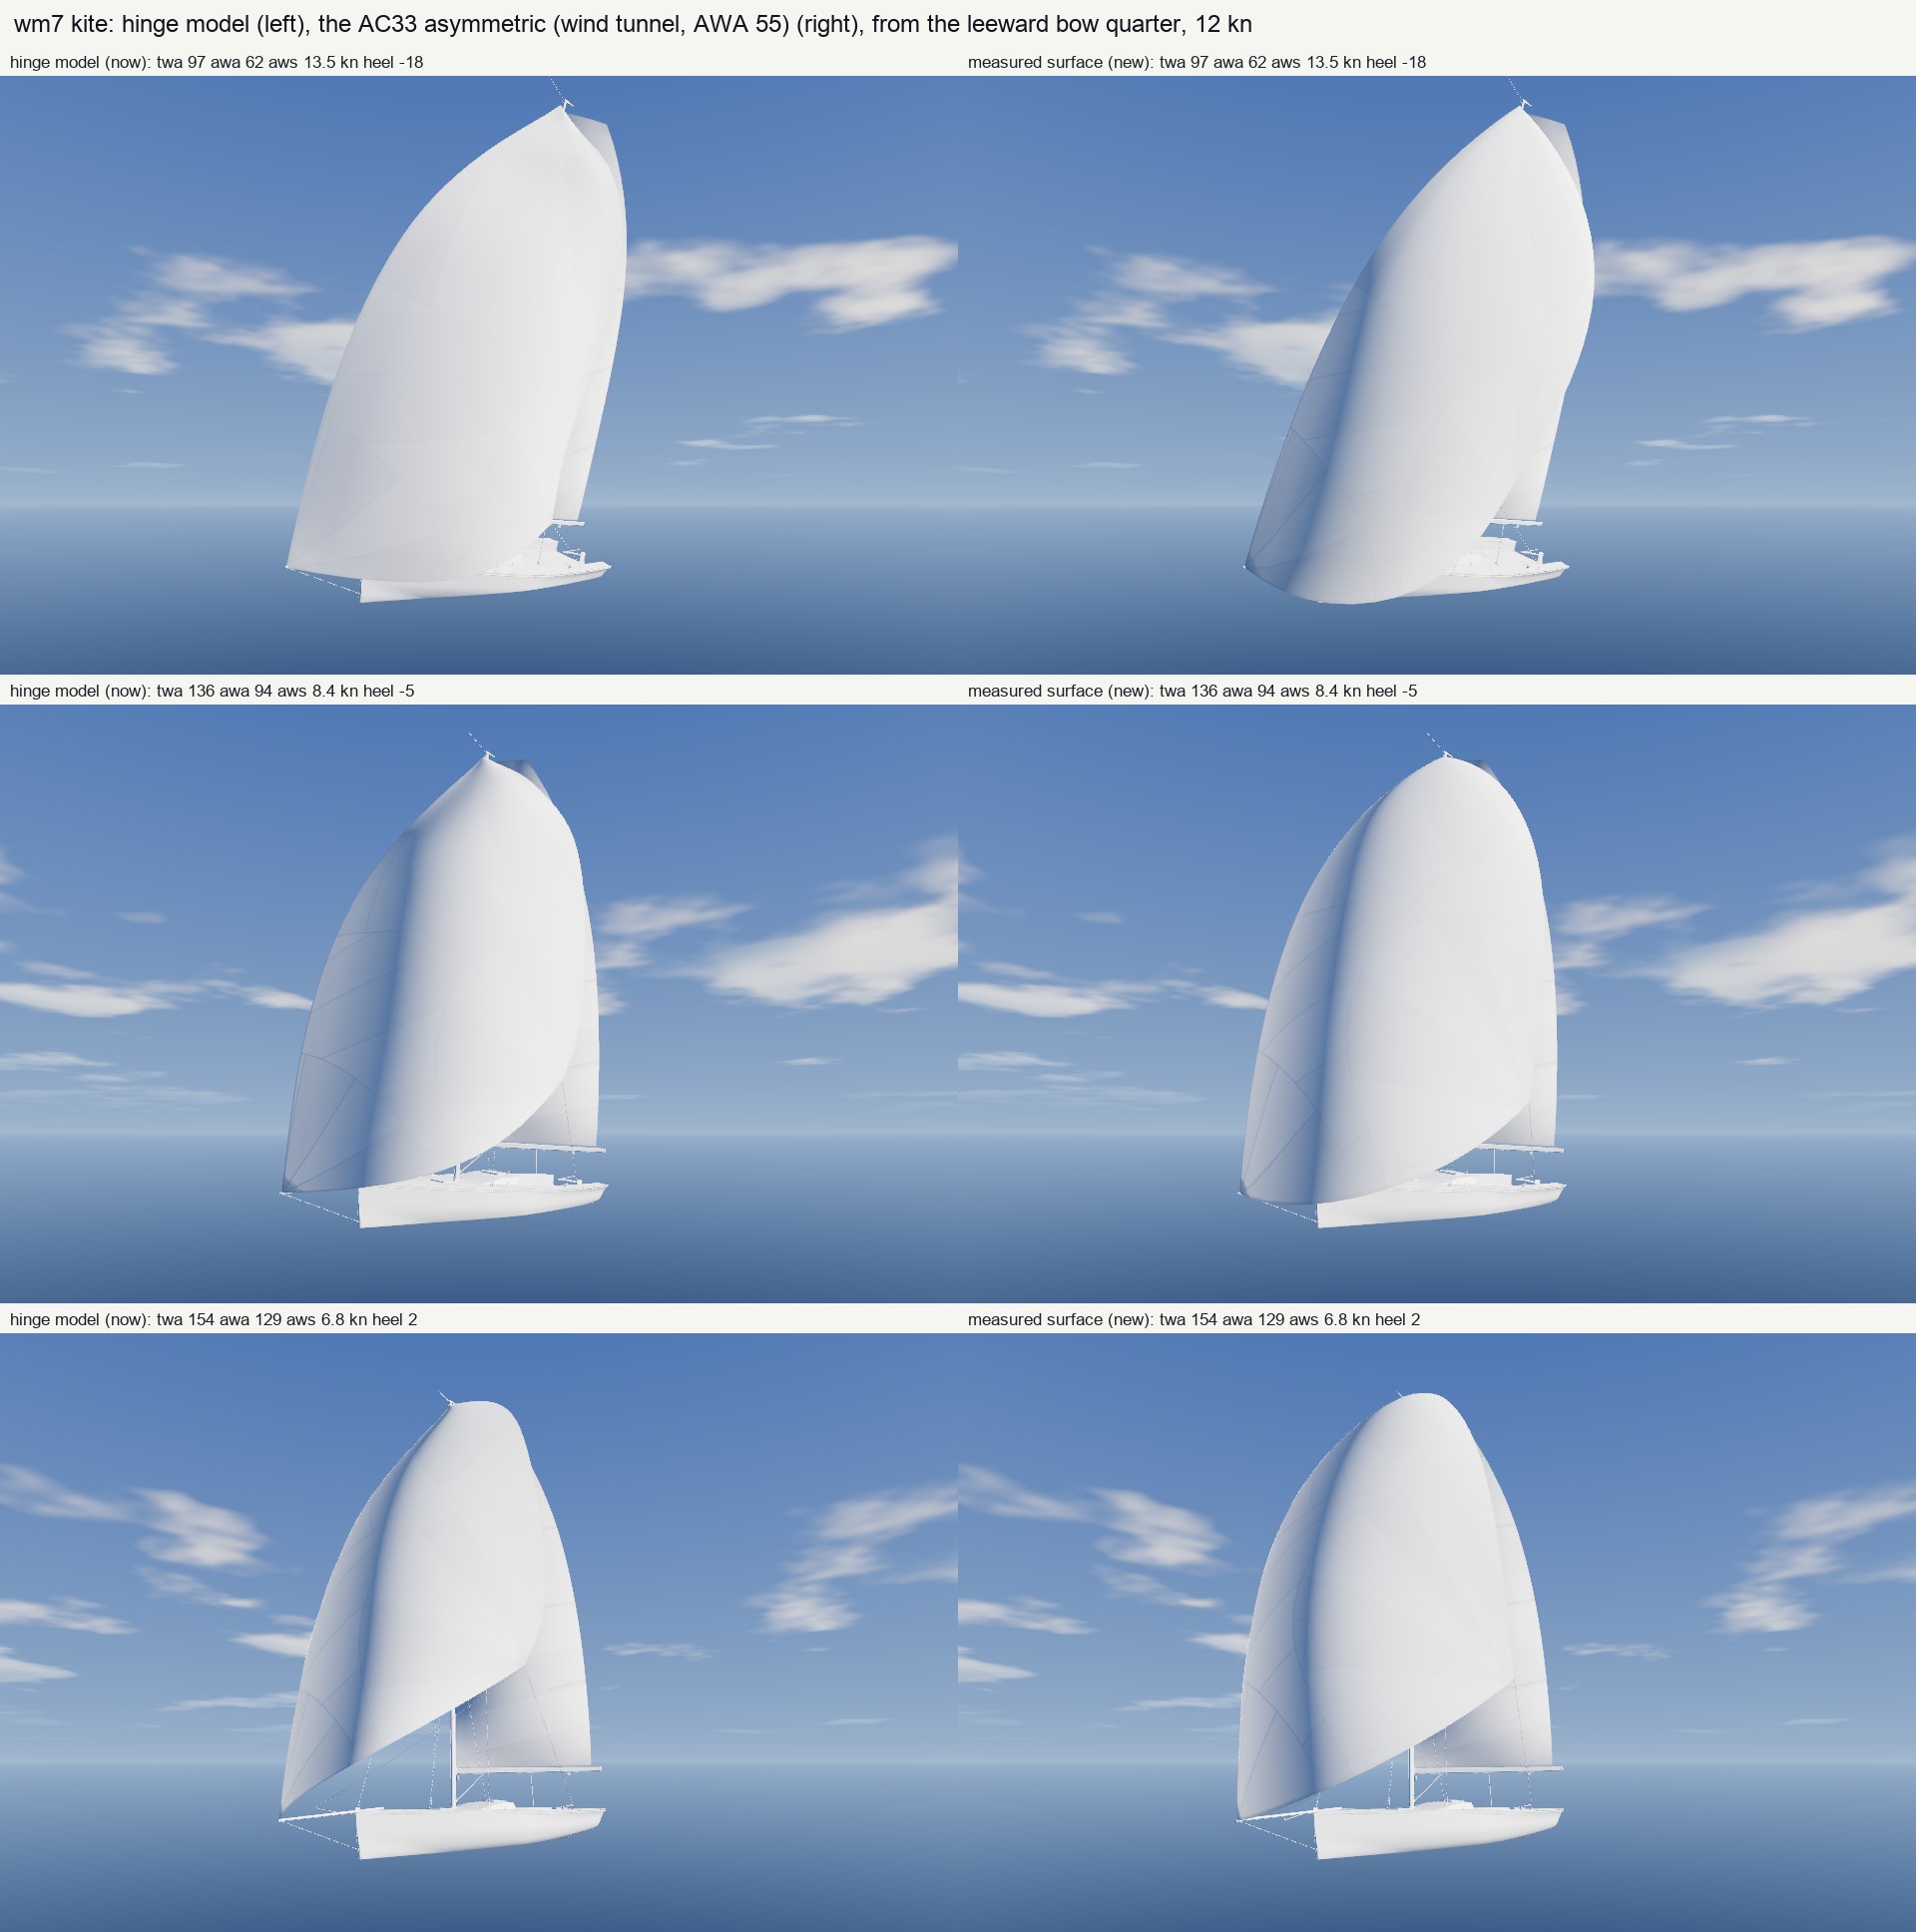 wm7 kite: hinge model (left), the AC33 asymmetric (wind tunnel, AWA 55) (right), from the leeward bow quarter, 12 kn
hinge model (now): twa 97 awa 62 aws 13.5 kn heel -18
measured surface (new): twa 97 awa 62 aws 13.5 kn heel -18
hinge model (now): twa 136 awa 94 aws 8.4 kn heel -5
measured surface (new): twa 136 awa 94 aws 8.4 kn heel -5
hinge model (now): twa 154 awa 129 aws 6.8 kn heel 2
measured surface (new): twa 154 awa 129 aws 6.8 kn heel 2